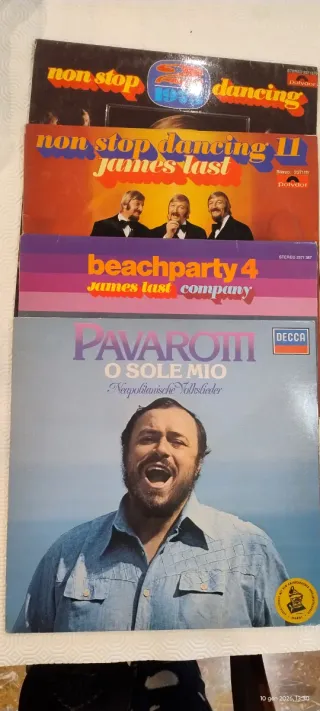 non stop dancing
Polydor
non stop dancing 11
james last
Polydor
beachparty 4
james last company
PAVAROTTI
O SOLE MIO
Neapolitanische Volkslieder
DECCA